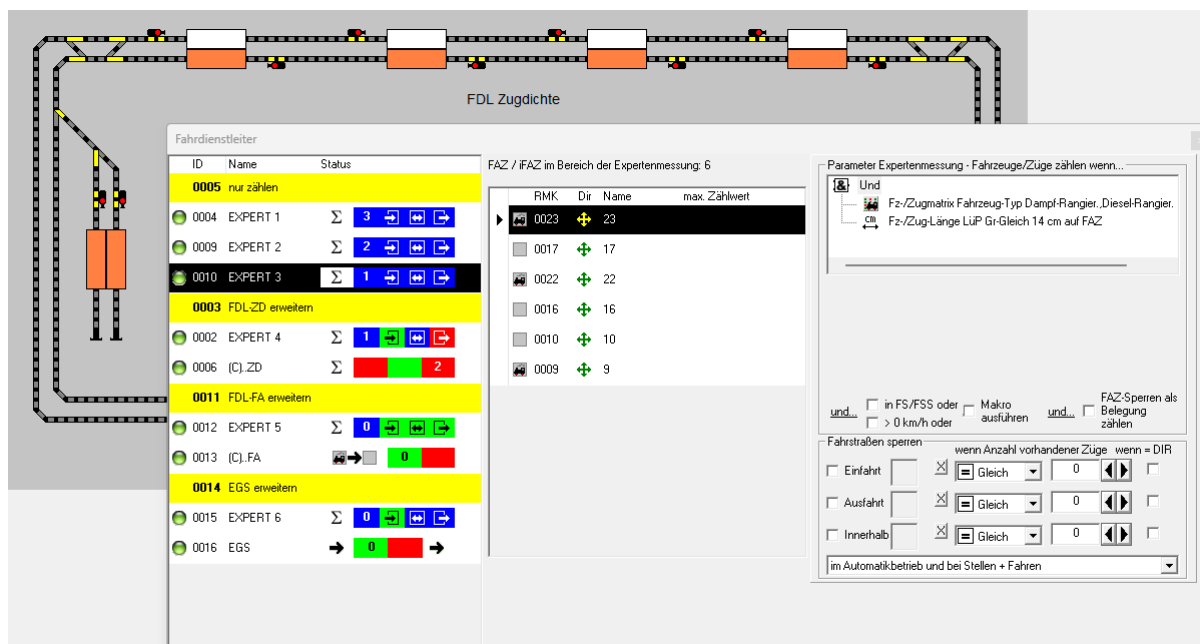 FDL Zugdichte
Fahrdienstleiter
ID Name Status
0005 nur zählen
0004 EXPERT 1 Σ 3
0009 EXPERT 2 Σ 2
0010 EXPERT 3 Σ 1
0003 FDL-ZD erweitern
0002 EXPERT 4 Σ 1
0006 (C)..ZD Σ 2
0011 FDL-FA erweitern
0012 EXPERT 5 Σ 0
0013 (C)..FA 0
0014 EGS erweitern
0015 EXPERT 6 Σ 0
0016 EGS 0
FAZ / iFAZ im Bereich der Expertenmessung: 6
RMK Dir Name max. Zählwert
0023 23
0017 17
0022 22
0016 16
0010 10
0009 9
Parameter Expertenmessung - Fahrzeuge/Züge zählen wenn...
& Und
Fz-/Zugmatrix Fahrzeug-Typ Dampf-Rangier.,Diesel-Rangier.
cm Fz-/Zug-Länge LüP Gr-Gleich 14 cm auf FAZ
und... in FS/FSS oder
> 0 km/h oder
Makro
ausführen
und... FAZ-Sperren als
Belegung
zählen
Fahrstraßen sperren
wenn Anzahl vorhandener Züge wenn = DIR
Einfahrt X = Gleich 0
Ausfahrt X = Gleich 0
Innerhalb X = Gleich 0
im Automatikbetrieb und bei Stellen + Fahren